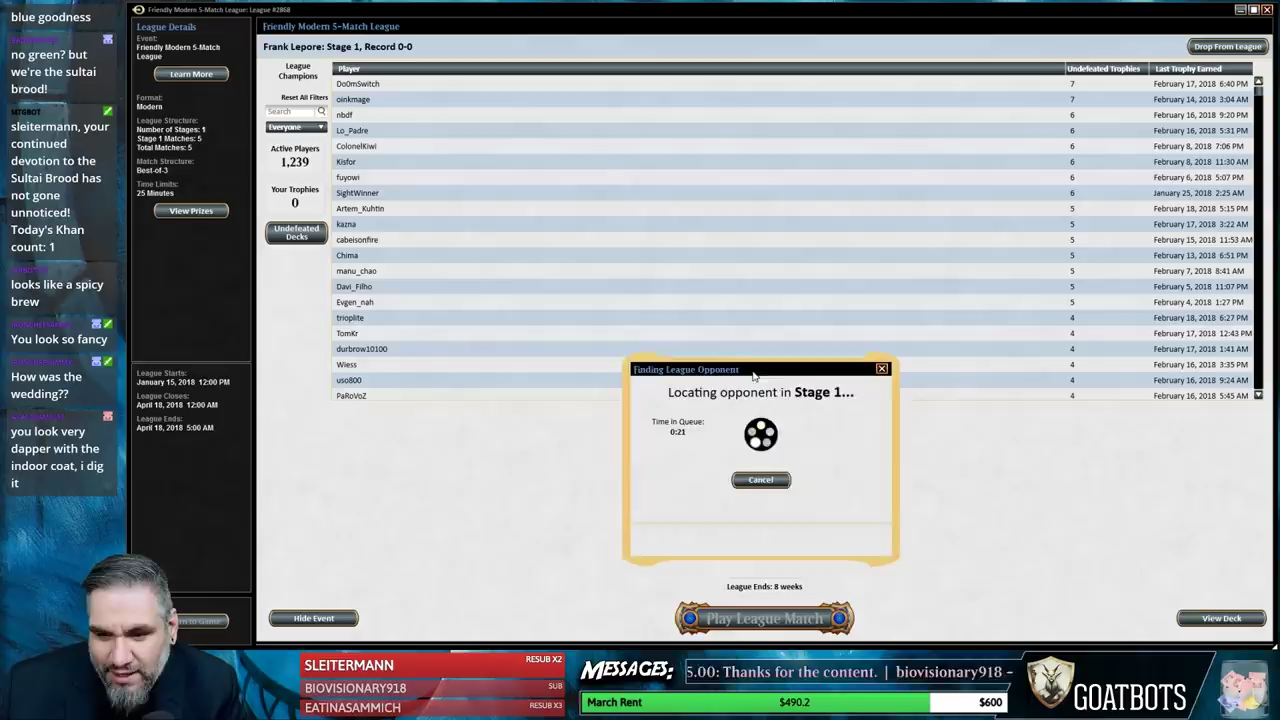 blue goodness
no green? but
we're the sultai
brood!
MTGBOT
sleitermann, your
continued
devotion to the
Sultai Brood has
not gone
unnoticed!
Today's Khan
count: 1
looks like a spicy
brew
You look so fancy
How was the
wedding??
you look very
dapper with the
indoor coat, i dig
it
Friendly Modern 5-Match League: League #2868
League Details
Event:
Friendly Modern 5-Match
League
Learn More
Format:
Modern
League Structure:
Number of Stages: 1
Stage 1 Matches: 5
Total Matches: 5
Match Structure:
Best-of-3
Time Limits:
25 Minutes
View Prizes
League Starts:
January 15, 2018 12:00 PM
League Closes:
April 18, 2018 12:00 AM
League Ends:
April 18, 2018 5:00 AM
Friendly Modern 5-Match League
Frank Lepore: Stage 1, Record 0-0
Drop From League
League
Champions
Reset All Filters
Search
Everyone
Active Players
1,239
Your Trophies
0
Undefeated
Decks
Player Undefeated Trophies Last Trophy Earned
Do0mSwitch 7 February 17, 2018 6:40 PM
oinkmage 7 February 14, 2018 3:04 AM
nbdf 6 February 16, 2018 9:20 PM
Lo_Padre 6 February 16, 2018 5:31 PM
ColonelKiwi 6 February 8, 2018 7:06 PM
Kisfor 6 February 8, 2018 11:30 AM
fuyowi 6 February 6, 2018 5:07 PM
SightWinner 6 January 25, 2018 2:25 AM
Artem_Kuhtin 5 February 18, 2018 5:15 PM
kazna 5 February 17, 2018 3:22 AM
cabeisonfire 5 February 15, 2018 11:53 AM
Chima 5 February 13, 2018 6:51 PM
manu_chao 5 February 7, 2018 8:41 AM
Davi_Filho 5 February 5, 2018 11:07 PM
Evgen_nah 5 February 4, 2018 1:27 PM
trioplite 4 February 18, 2018 6:27 PM
TomKr 4 February 17, 2018 12:43 PM
durbrow10100 4 February 17, 2018 1:41 AM
Wiess 4 February 16, 2018 3:35 PM
uso800 4 February 16, 2018 9:24 AM
PaRoVoZ 4 February 16, 2018 5:45 AM
Finding League Opponent
Locating opponent in Stage 1...
Time in Queue:
0:21
Cancel
League Ends: 8 weeks
Hide Event
Play League Match
View Deck
SLEITERMANN RESUB X2
BIOVISIONARY918 SUB
EATINASAMMICH RESUB X3
MESSAGES: 5.00: Thanks for the content. | biovisionary918 –
March Rent $490.2 $600
GOATBOTS